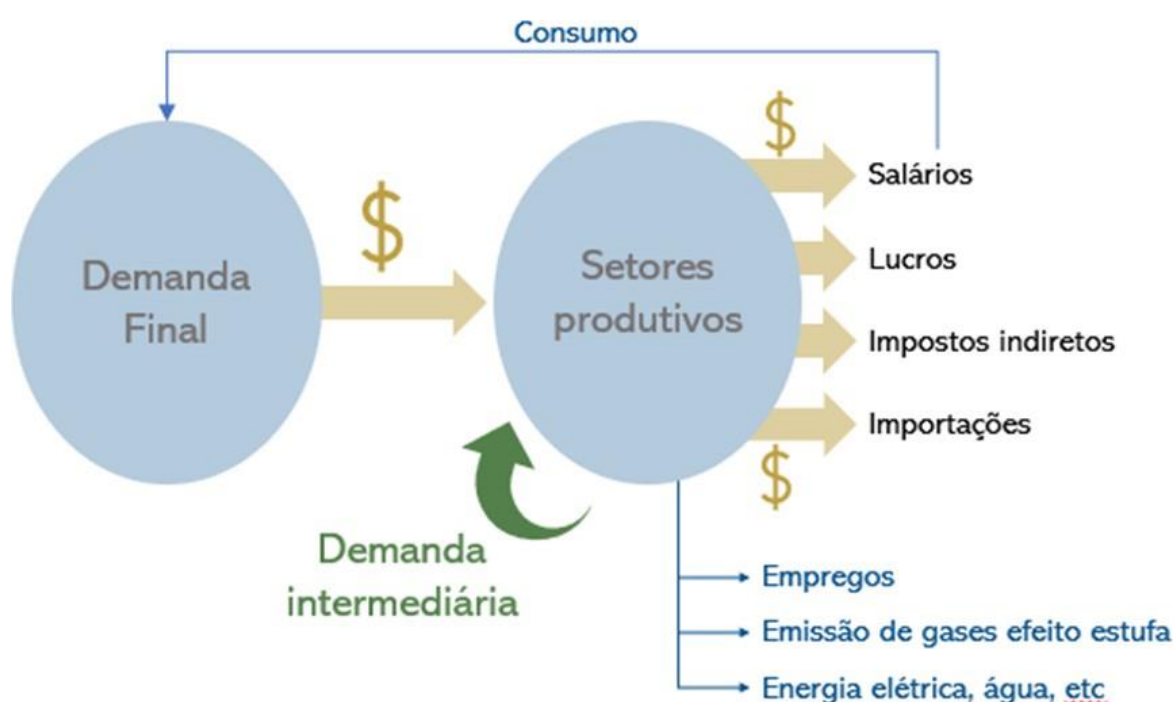 Consumo
$
Demanda
Final
$
Setores
produtivos
Salários
Lucros
Impostos indiretos
Importações
$
Demanda
intermediária
Empregos
Emissão de gases efeito estufa
Energia elétrica, água, etc